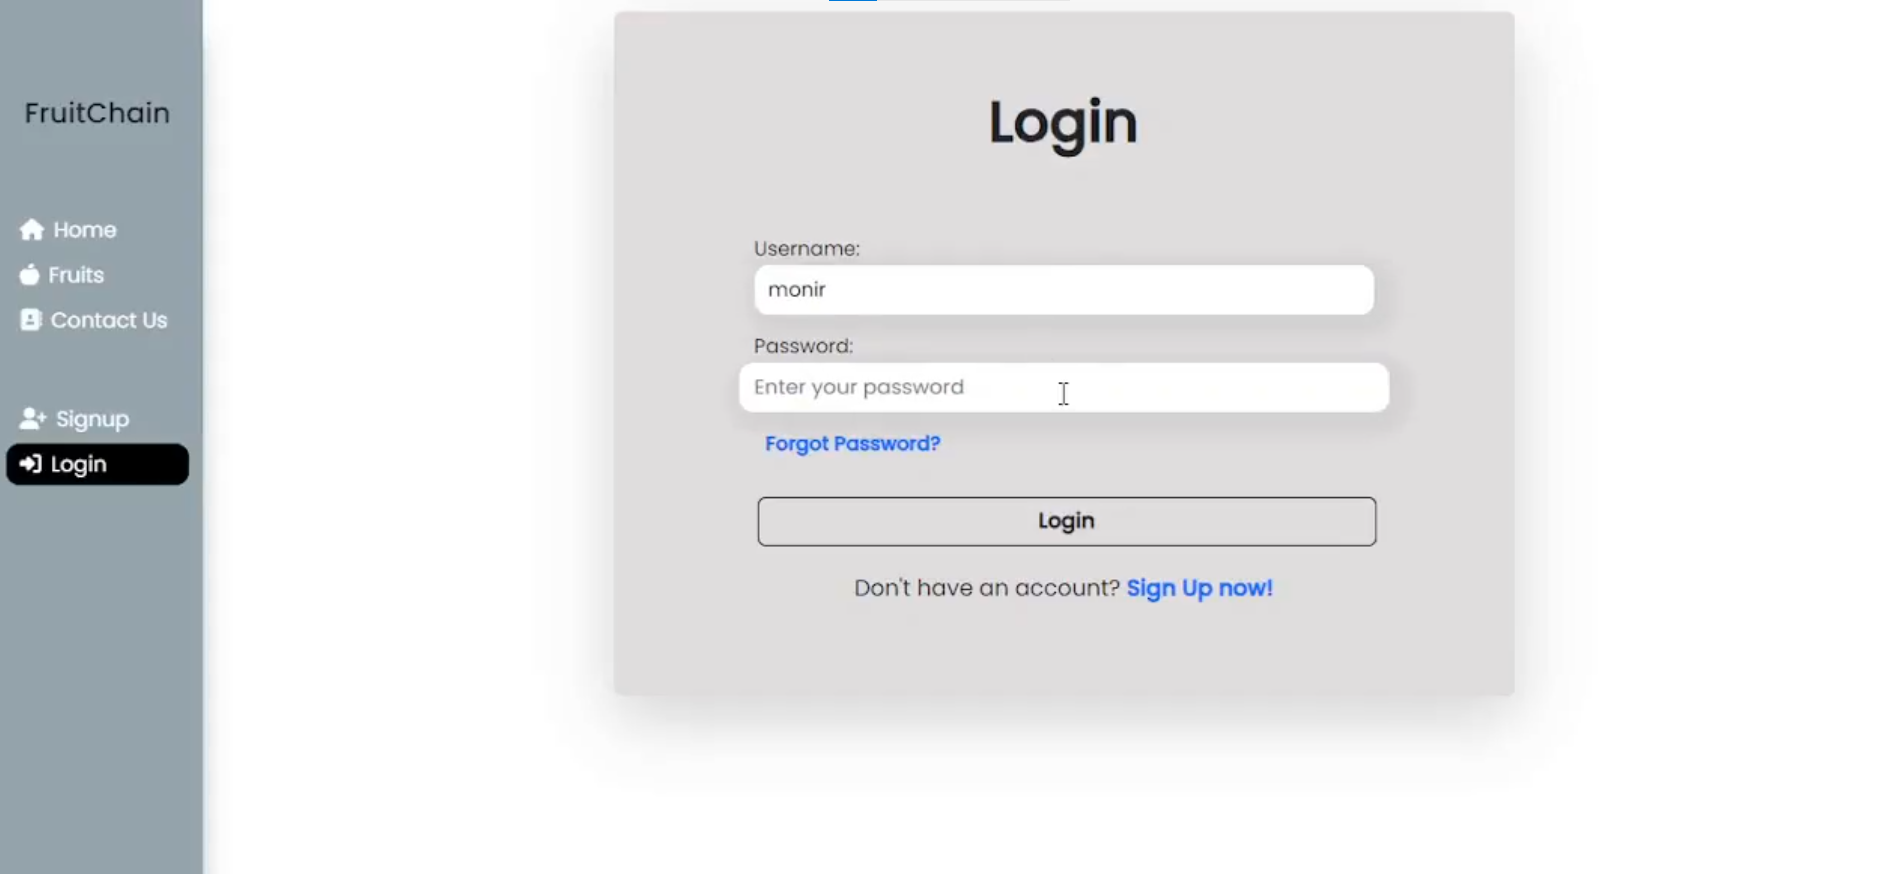 FruitChain
Home
Fruits
Contact Us
Signup
Login
Login
Username:
monir
Password:
Enter your password
Forgot Password?
Login
Don't have an account? Sign Up now!